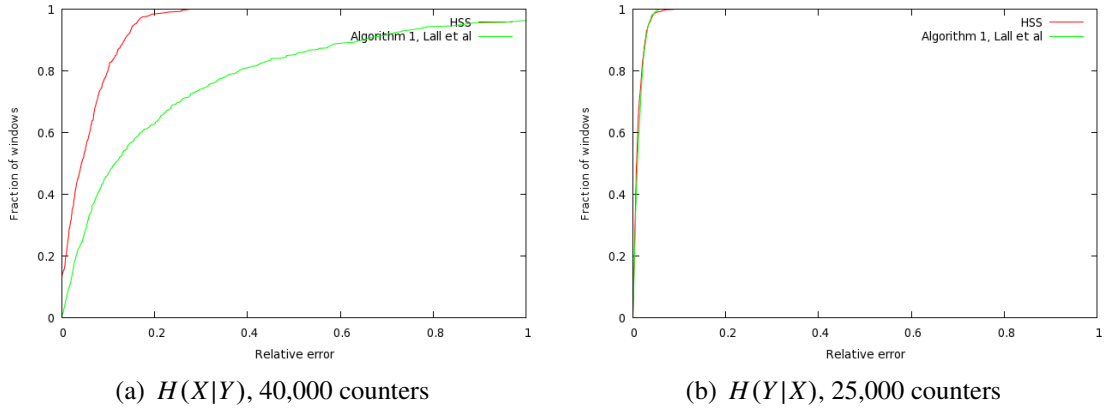 1
0.8
0.6
0.4
0.2
0
Fraction of windows
HSS
Algorithm 1, Lall et al
0 0.2 0.4 0.6 0.8 1
Relative error
(a) H(X|Y), 40,000 counters
1
0.8
0.6
0.4
0.2
0
Fraction of windows
HSS
Algorithm 1, Lall et al
0 0.2 0.4 0.6 0.8 1
Relative error
(b) H(Y|X), 25,000 counters